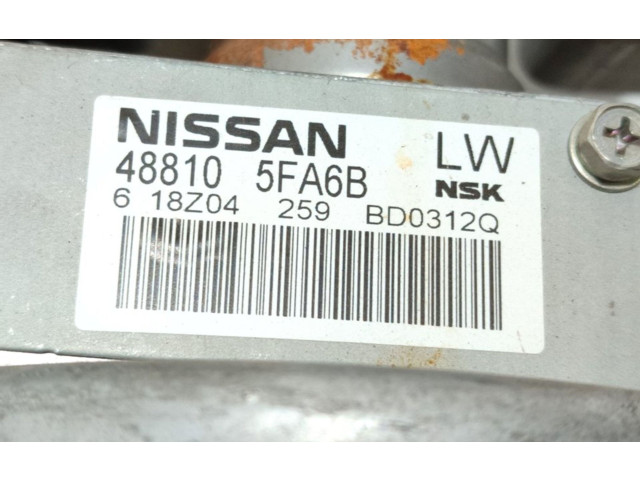 NISSAN LW
48810 5FA6B NSK
6 18Z04 259 BD0312Q